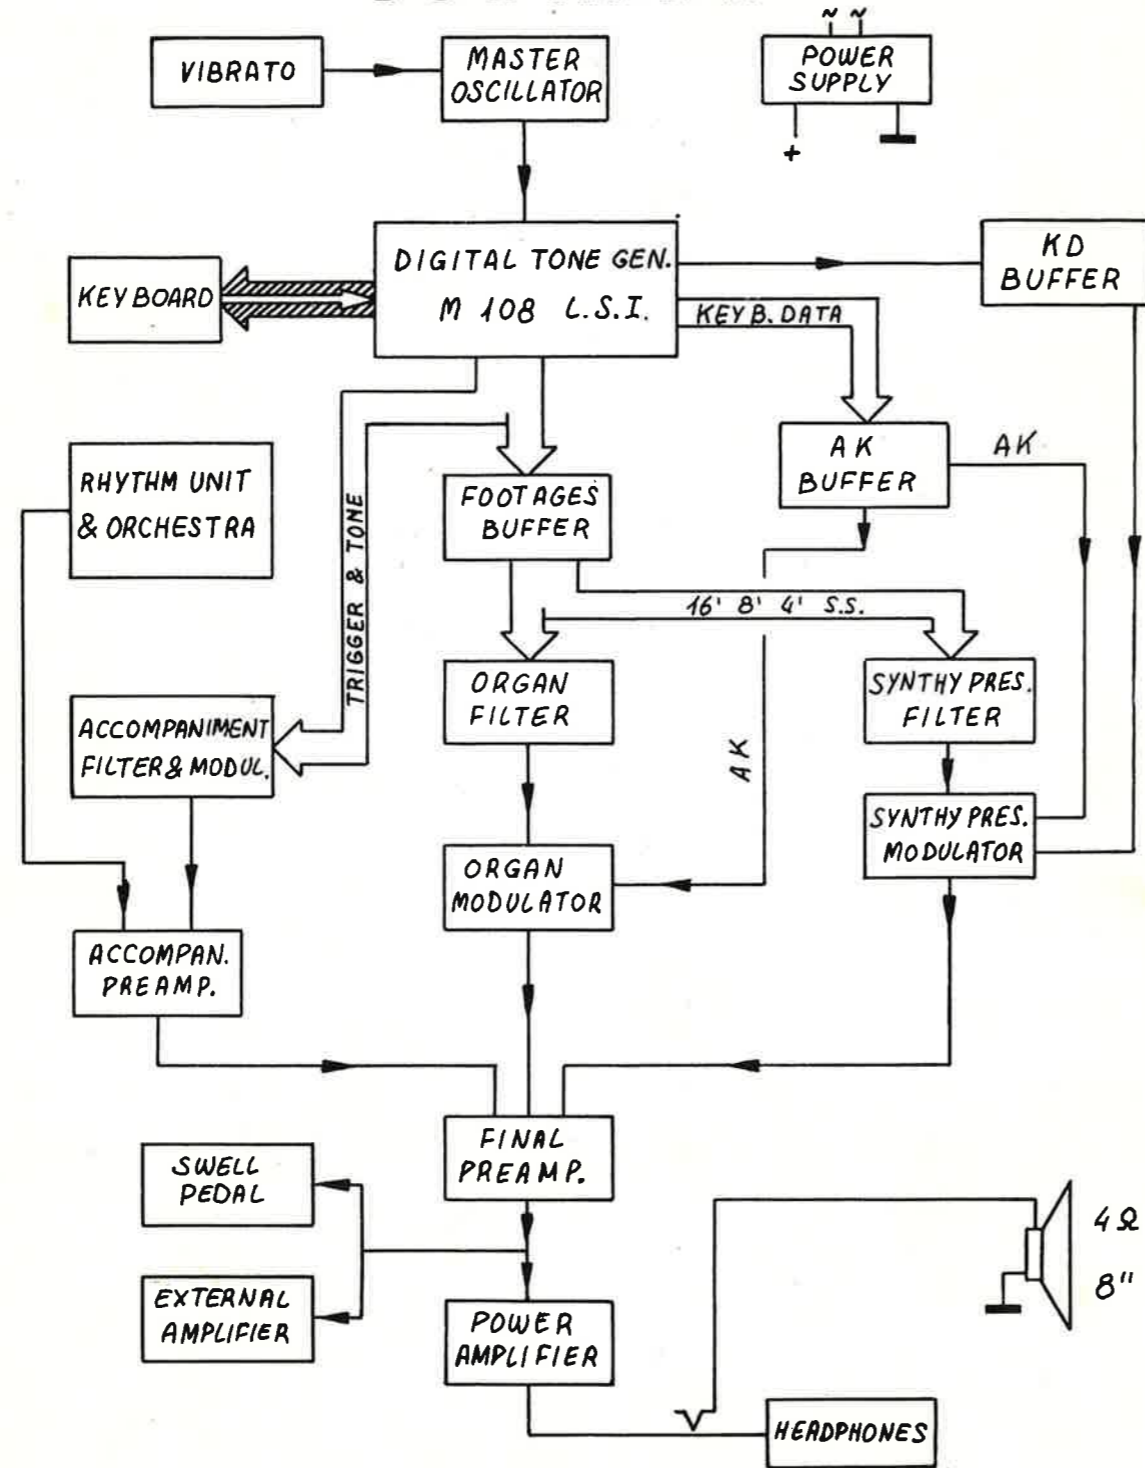 VIBRATO
MASTER
OSCILLATOR
~ ~
POWER
SUPPLY
+
DIGITAL TONE GEN.
M 108 L.S.I.
KD
BUFFER
KEYBOARD
KEYB. DATA
RHYTHM UNIT
& ORCHESTRA
TRIGGER & TONE
FOOTAGES
BUFFER
AK
BUFFER
AK
16' 8' 4' S.S.
ORGAN
FILTER
SYNTHY PRES.
FILTER
ACCOMPANIMENT
FILTER & MODUL.
AK
SYNTHY PRES.
MODULATOR
ORGAN
MODULATOR
ACCOMPAN.
PREAMP.
FINAL
PREAMP.
SWELL
PEDAL
EXTERNAL
AMPLIFIER
POWER
AMPLIFIER
4Ω
8"
HEADPHONES